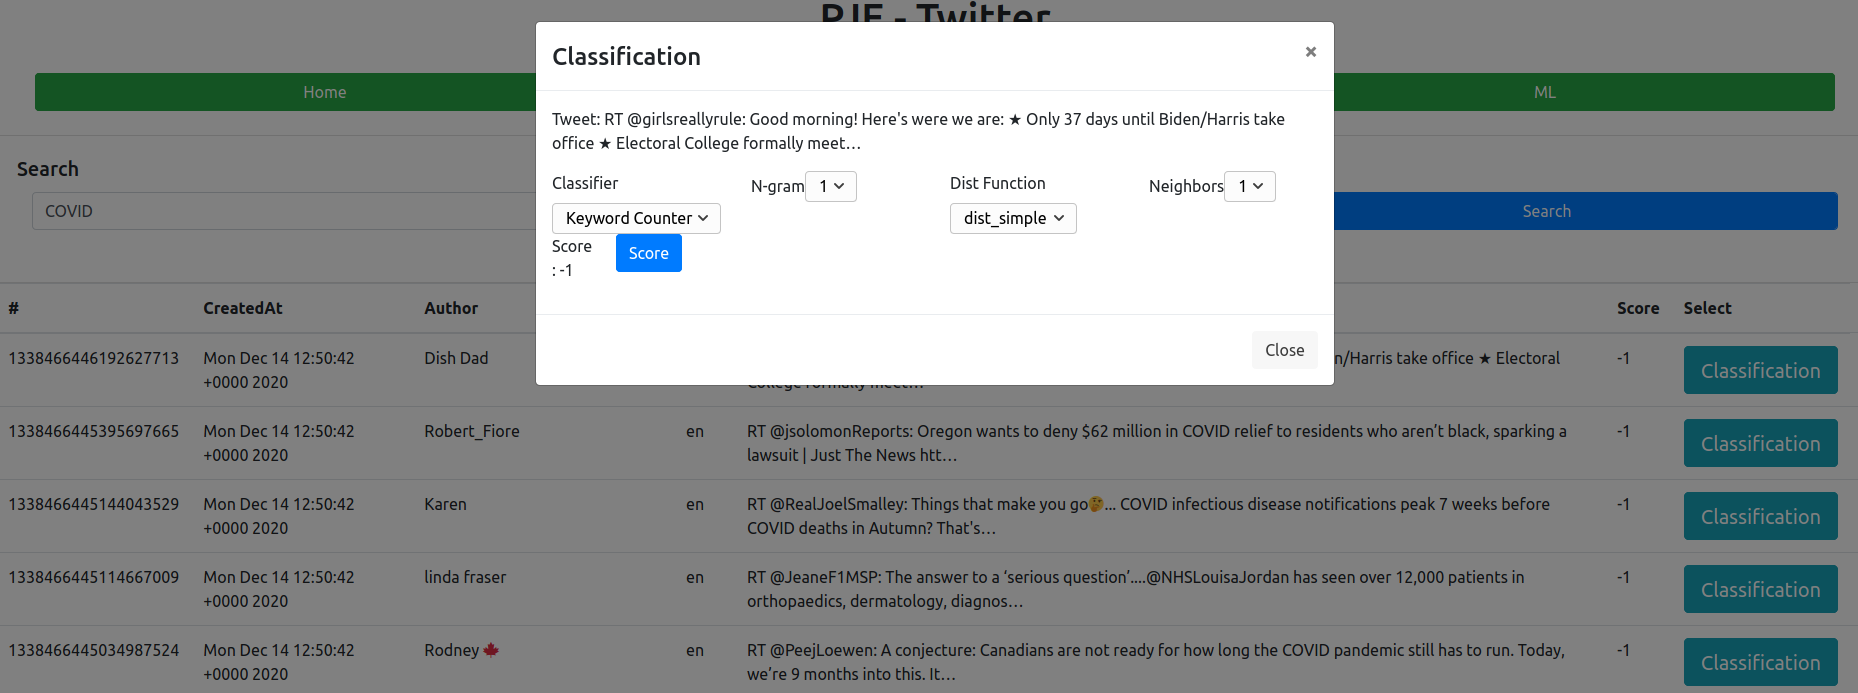 PJE - Twitter
Home
ML
Search
COVID
Search
Classification
×
Tweet: RT @girlsreallyrule: Good morning! Here's were we are: ★ Only 37 days until Biden/Harris take
office ★ Electoral College formally meet…
Classifier
Keyword Counter
N-gram 1
Dist Function
dist_simple
Neighbors 1
Score
: -1
Score
Close
# CreatedAt Author Score Select
1338466446192627713 Mon Dec 14 12:50:42 Dish Dad n/Harris take office ★ Electoral -1 Classification
+0000 2020 College formally meet…
1338466445395697665 Mon Dec 14 12:50:42 Robert_Fiore en RT @jsolomonReports: Oregon wants to deny $62 million in COVID relief to residents who aren’t black, sparking a -1 Classification
+0000 2020 lawsuit | Just The News htt…
1338466445144043529 Mon Dec 14 12:50:42 Karen en RT @RealJoelSmalley: Things that make you go🤔... COVID infectious disease notifications peak 7 weeks before -1 Classification
+0000 2020 COVID deaths in Autumn? That's…
1338466445114667009 Mon Dec 14 12:50:42 linda fraser en RT @JeaneF1MSP: The answer to a ‘serious question’....@NHSLouisaJordan has seen over 12,000 patients in -1 Classification
+0000 2020 orthopaedics, dermatology, diagnos…
1338466445034987524 Mon Dec 14 12:50:42 Rodney 🍁 en RT @PeejLoewen: A conjecture: Canadians are not ready for how long the COVID pandemic still has to run. Today, -1 Classification
+0000 2020 we’re 9 months into this. It…